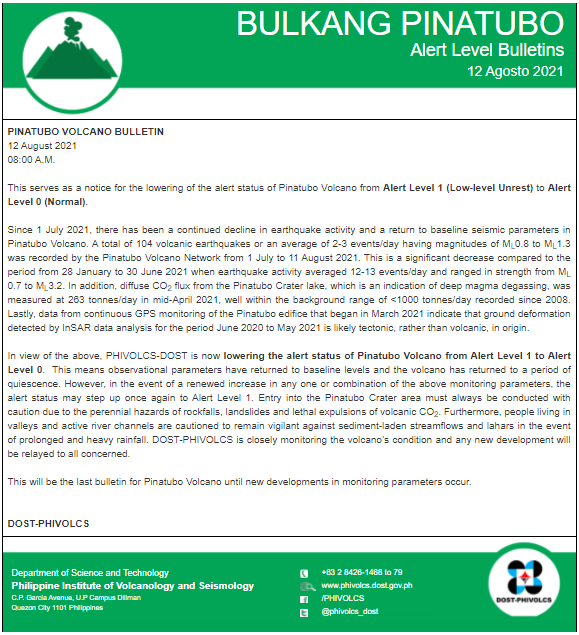 BULKANG PINATUBO
Alert Level Bulletins
12 Agosto 2021
PINATUBO VOLCANO BULLETIN
12 August 2021
08:00 A.M.
This serves as a notice for the lowering of the alert status of Pinatubo Volcano from Alert Level 1 (Low-level Unrest) to Alert
Level 0 (Normal).
Since 1 July 2021, there has been a continued decline in earthquake activity and a return to baseline seismic parameters in
Pinatubo Volcano. A total of 104 volcanic earthquakes or an average of 2-3 events/day having magnitudes of ML0.8 to ML1.3
was recorded by the Pinatubo Volcano Network from 1 July to 11 August 2021. This is a significant decrease compared to the
period from 28 January to 30 June 2021 when earthquake activity averaged 12-13 events/day and ranged in strength from ML
0.7 to ML3.2. In addition, diffuse CO2 flux from the Pinatubo Crater lake, which is an indication of deep magma degassing, was
measured at 263 tonnes/day in mid-April 2021, well within the background range of <1000 tonnes/day recorded since 2008.
Lastly, data from continuous GPS monitoring of the Pinatubo edifice that began in March 2021 indicate that ground deformation
detected by InSAR data analysis for the period June 2020 to May 2021 is likely tectonic, rather than volcanic, in origin.
In view of the above, PHIVOLCS-DOST is now lowering the alert status of Pinatubo Volcano from Alert Level 1 to Alert
Level 0. This means observational parameters have returned to baseline levels and the volcano has returned to a period of
quiescence. However, in the event of a renewed increase in any one or combination of the above monitoring parameters, the
alert status may step up once again to Alert Level 1. Entry into the Pinatubo Crater area must always be conducted with
caution due to the perennial hazards of rockfalls, landslides and lethal expulsions of volcanic CO2. Furthermore, people living in
valleys and active river channels are cautioned to remain vigilant against sediment-laden streamflows and lahars in the event
of prolonged and heavy rainfall. DOST-PHIVOLCS is closely monitoring the volcano's condition and any new development will
be relayed to all concerned.
This will be the last bulletin for Pinatubo Volcano until new developments in monitoring parameters occur.
DOST-PHIVOLCS
Department of Science and Technology
Philippine Institute of Volcanology and Seismology
C.P. Garcia Avenue, U.P Campus Diliman
Quezon City 1101 Philippines
+63 2 8426-1468 to 79
www.phivolcs.dost.gov.ph
/PHIVOLCS
@phivolcs_dost
DOST-PHIVOLCS